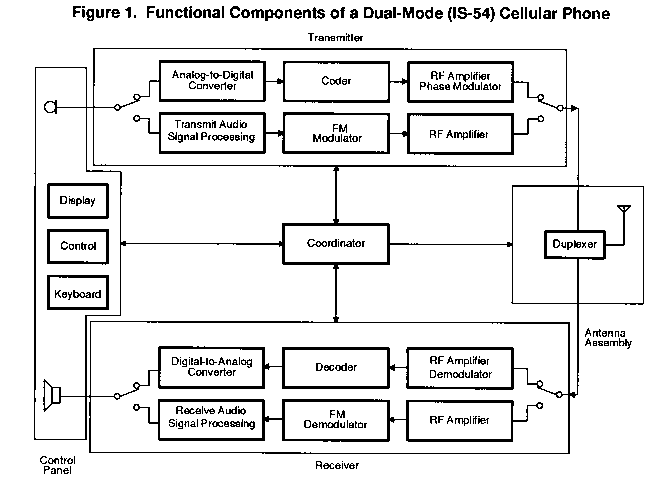 Figure 1. Functional Components of a Dual-Mode (IS-54) Cellular Phone
Transmitter
Analog-to-Digital
Converter
Coder
RF Amplifier
Phase Modulator
Transmit Audio
Signal Processing
FM
Modulator
RF Amplifier
Display
Control
Keyboard
Coordinator
Duplexer
Antenna
Assembly
Digital-to-Analog
Converter
Decoder
RF Amplifier
Demodulator
Receive Audio
Signal Processing
FM
Demodulator
RF Amplifier
Control
Panel
Receiver